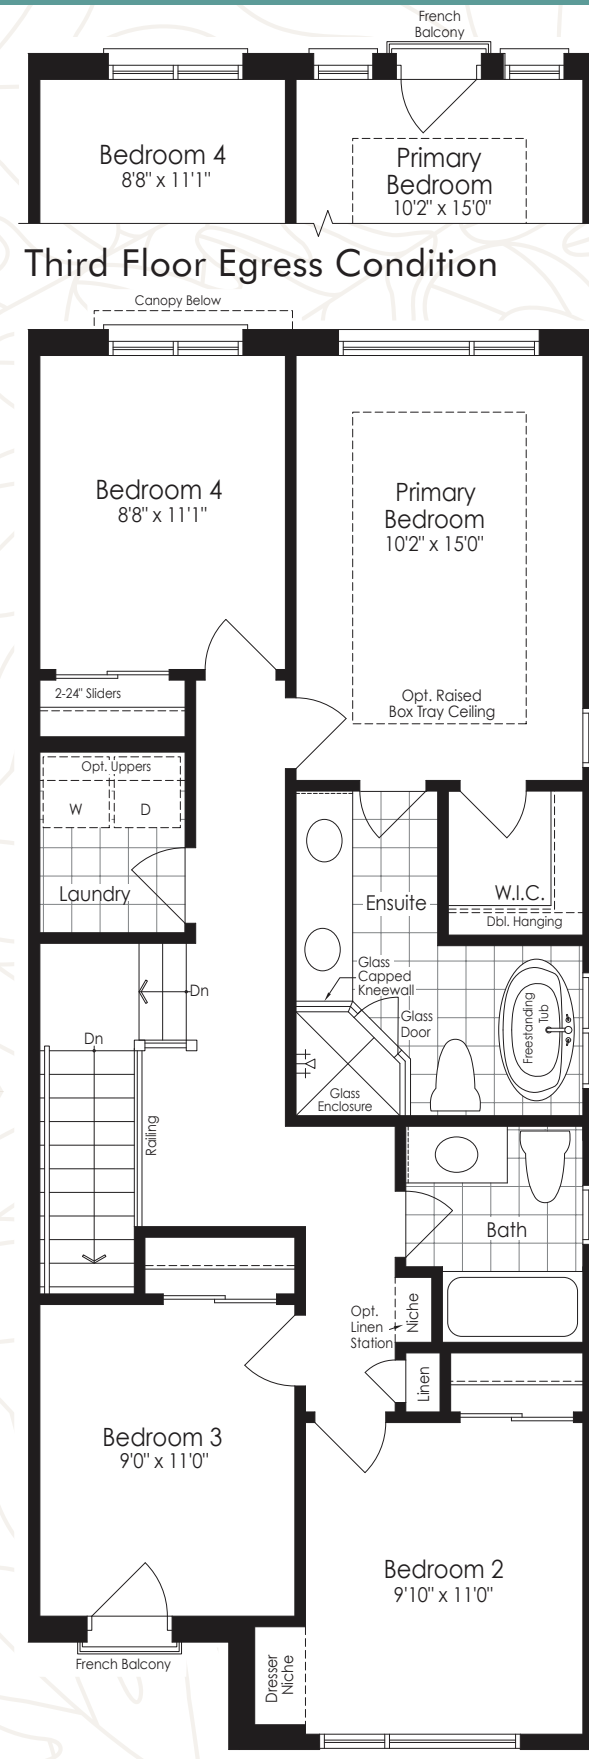 French
Balcony
Bedroom 4
8'8" x 11'1"
Primary
Bedroom
10'2" x 15'0"
Third Floor Egress Condition
Canopy Below
Bedroom 4
8'8" x 11'1"
Primary
Bedroom
10'2" x 15'0"
2-24" Sliders
Opt. Raised
Box Tray Ceiling
Opt. Uppers
W
D
Laundry
Ensuite
W.I.C.
Dbl. Hanging
Glass
Capped
Kneewall
Dn
Glass
Door
Freestanding
Tub
Dn
Glass
Enclosure
Railing
Bath
Opt.
Linen
Station
Niche
Linen
Bedroom 3
9'0" x 11'0"
Bedroom 2
9'10" x 11'0"
French Balcony
Dresser
Niche